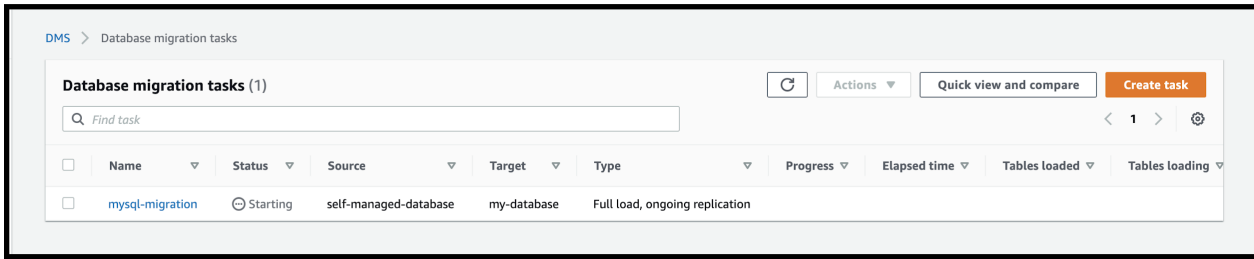 DMS > Database migration tasks
Database migration tasks (1)
Actions
Quick view and compare
Create task
Find task
1
Name Status Source Target Type Progress Elapsed time Tables loaded Tables loading
mysql-migration Starting self-managed-database my-database Full load, ongoing replication